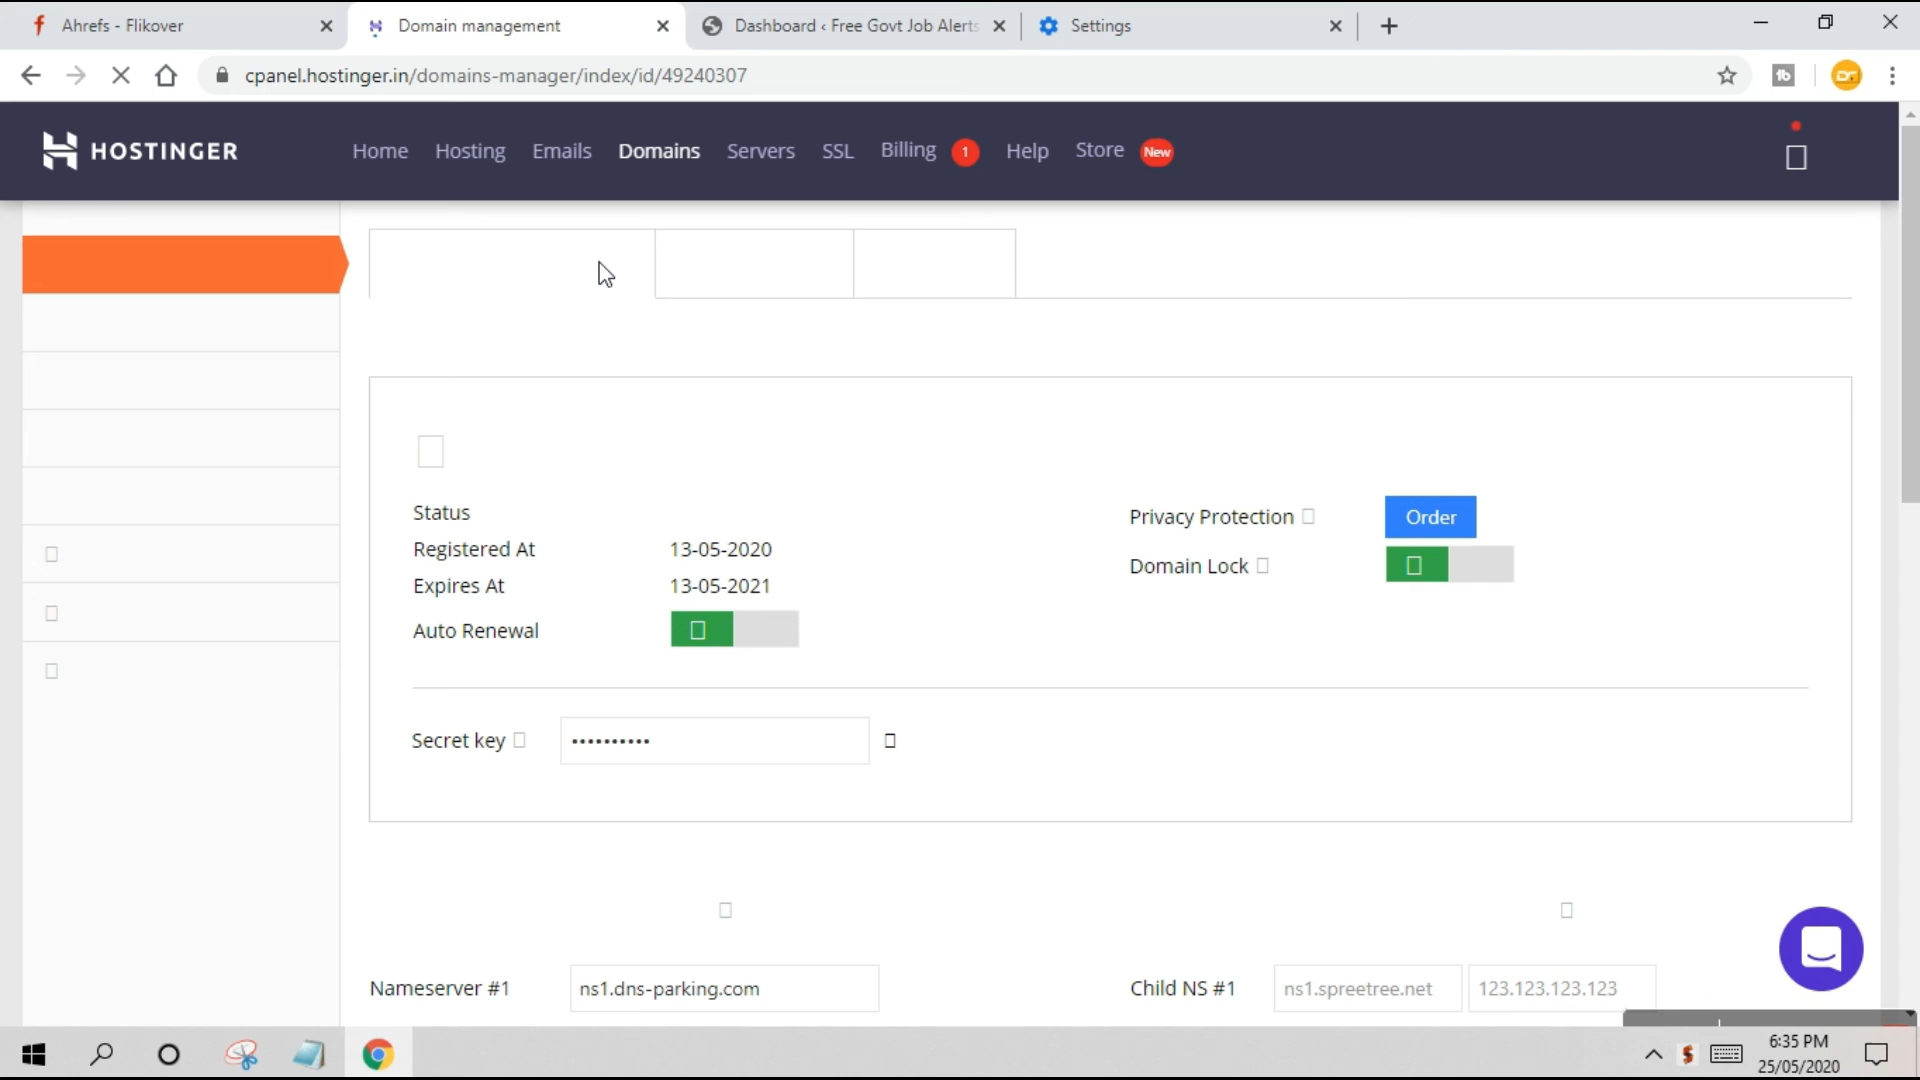 Ahrefs - Flikover
Domain management
Dashboard ‹ Free Govt Job Alerts
Settings
cpanel.hostinger.in/domains-manager/index/id/49240307
HOSTINGER
Home Hosting Emails Domains Servers SSL Billing 1 Help Store New
Status
Registered At 13-05-2020
Expires At 13-05-2021
Auto Renewal
Privacy Protection Order
Domain Lock
Secret key ••••••••••
Nameserver #1 ns1.dns-parking.com
Child NS #1 ns1.spreetree.net 123.123.123.123
6:35 PM
25/05/2020